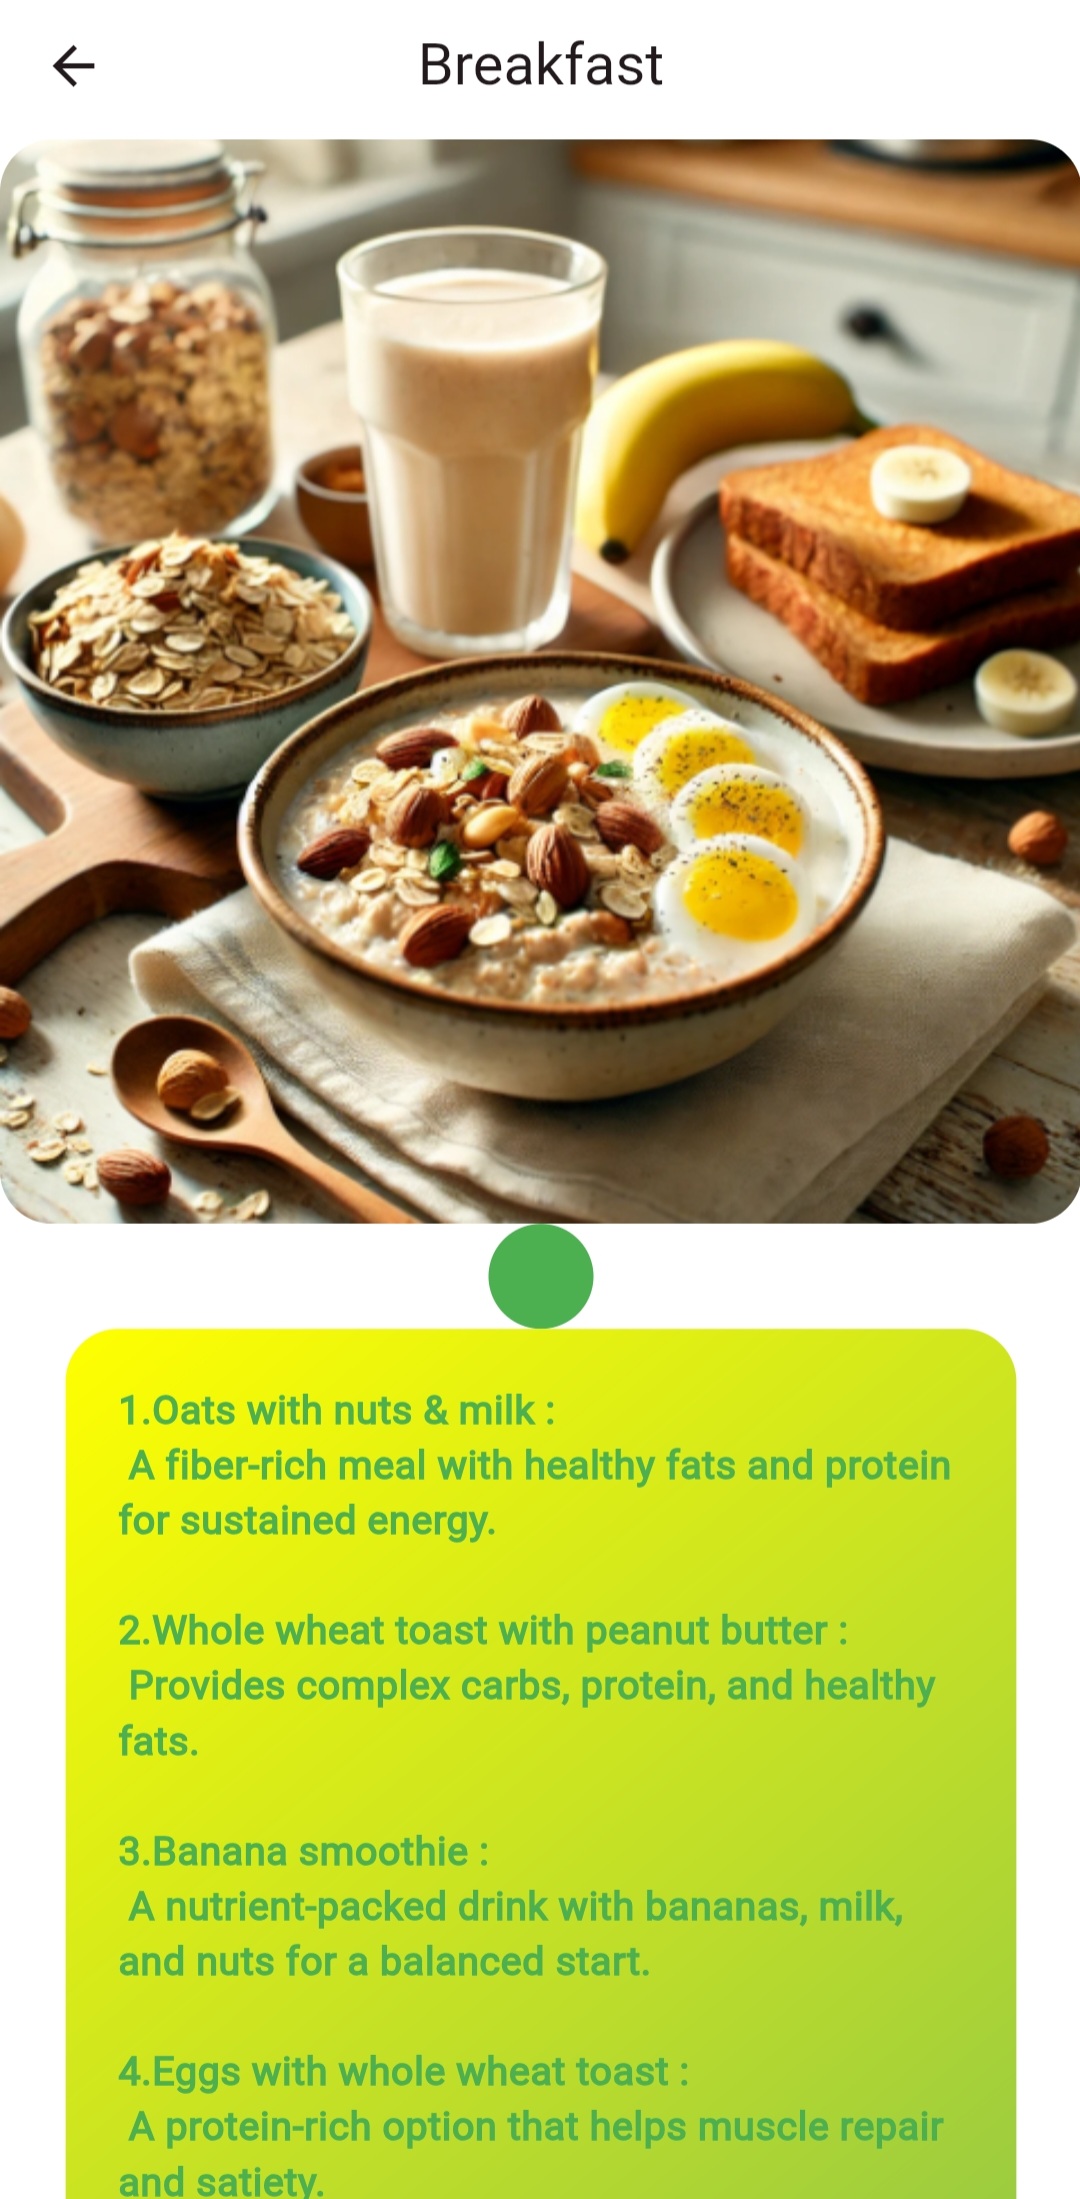 Breakfast
1.Oats with nuts & milk :
A fiber-rich meal with healthy fats and protein
for sustained energy.
2.Whole wheat toast with peanut butter :
Provides complex carbs, protein, and healthy
fats.
3.Banana smoothie :
A nutrient-packed drink with bananas, milk,
and nuts for a balanced start.
4.Eggs with whole wheat toast :
A protein-rich option that helps muscle repair
and satiety.